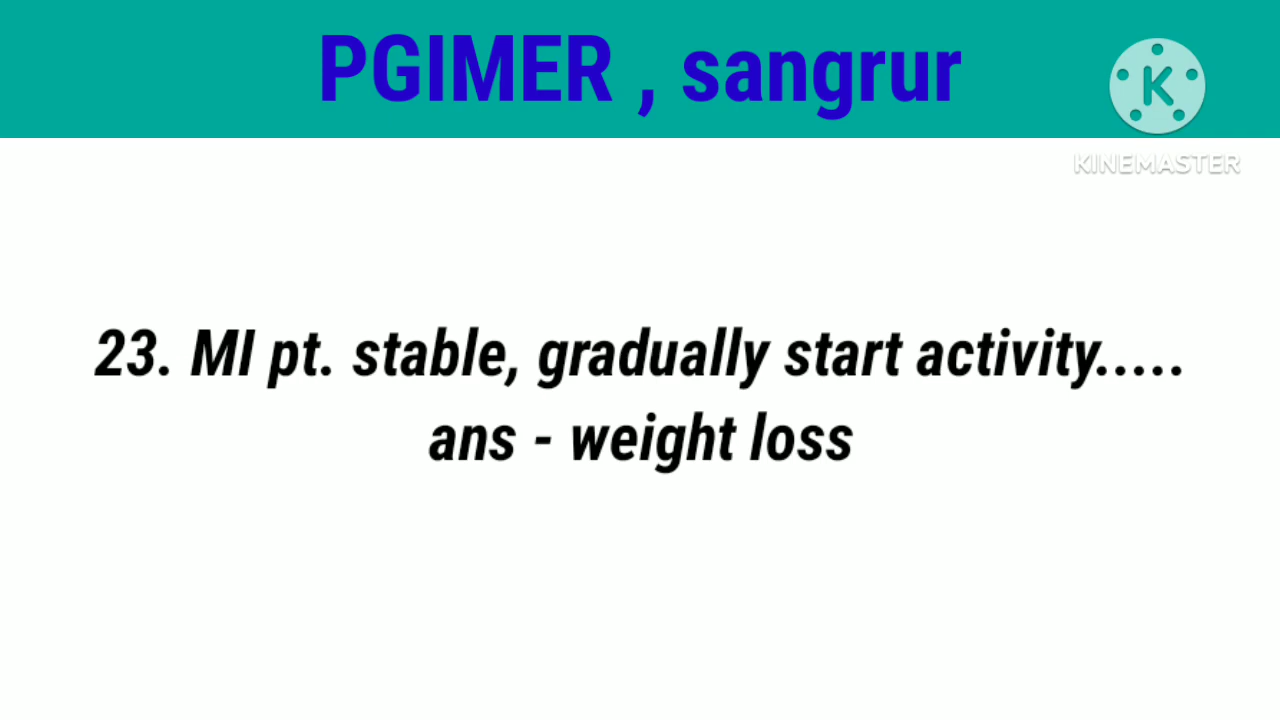 PGIMER , sangrur
K
KINEMASTER
23. MI pt. stable, gradually start activity.....
ans - weight loss